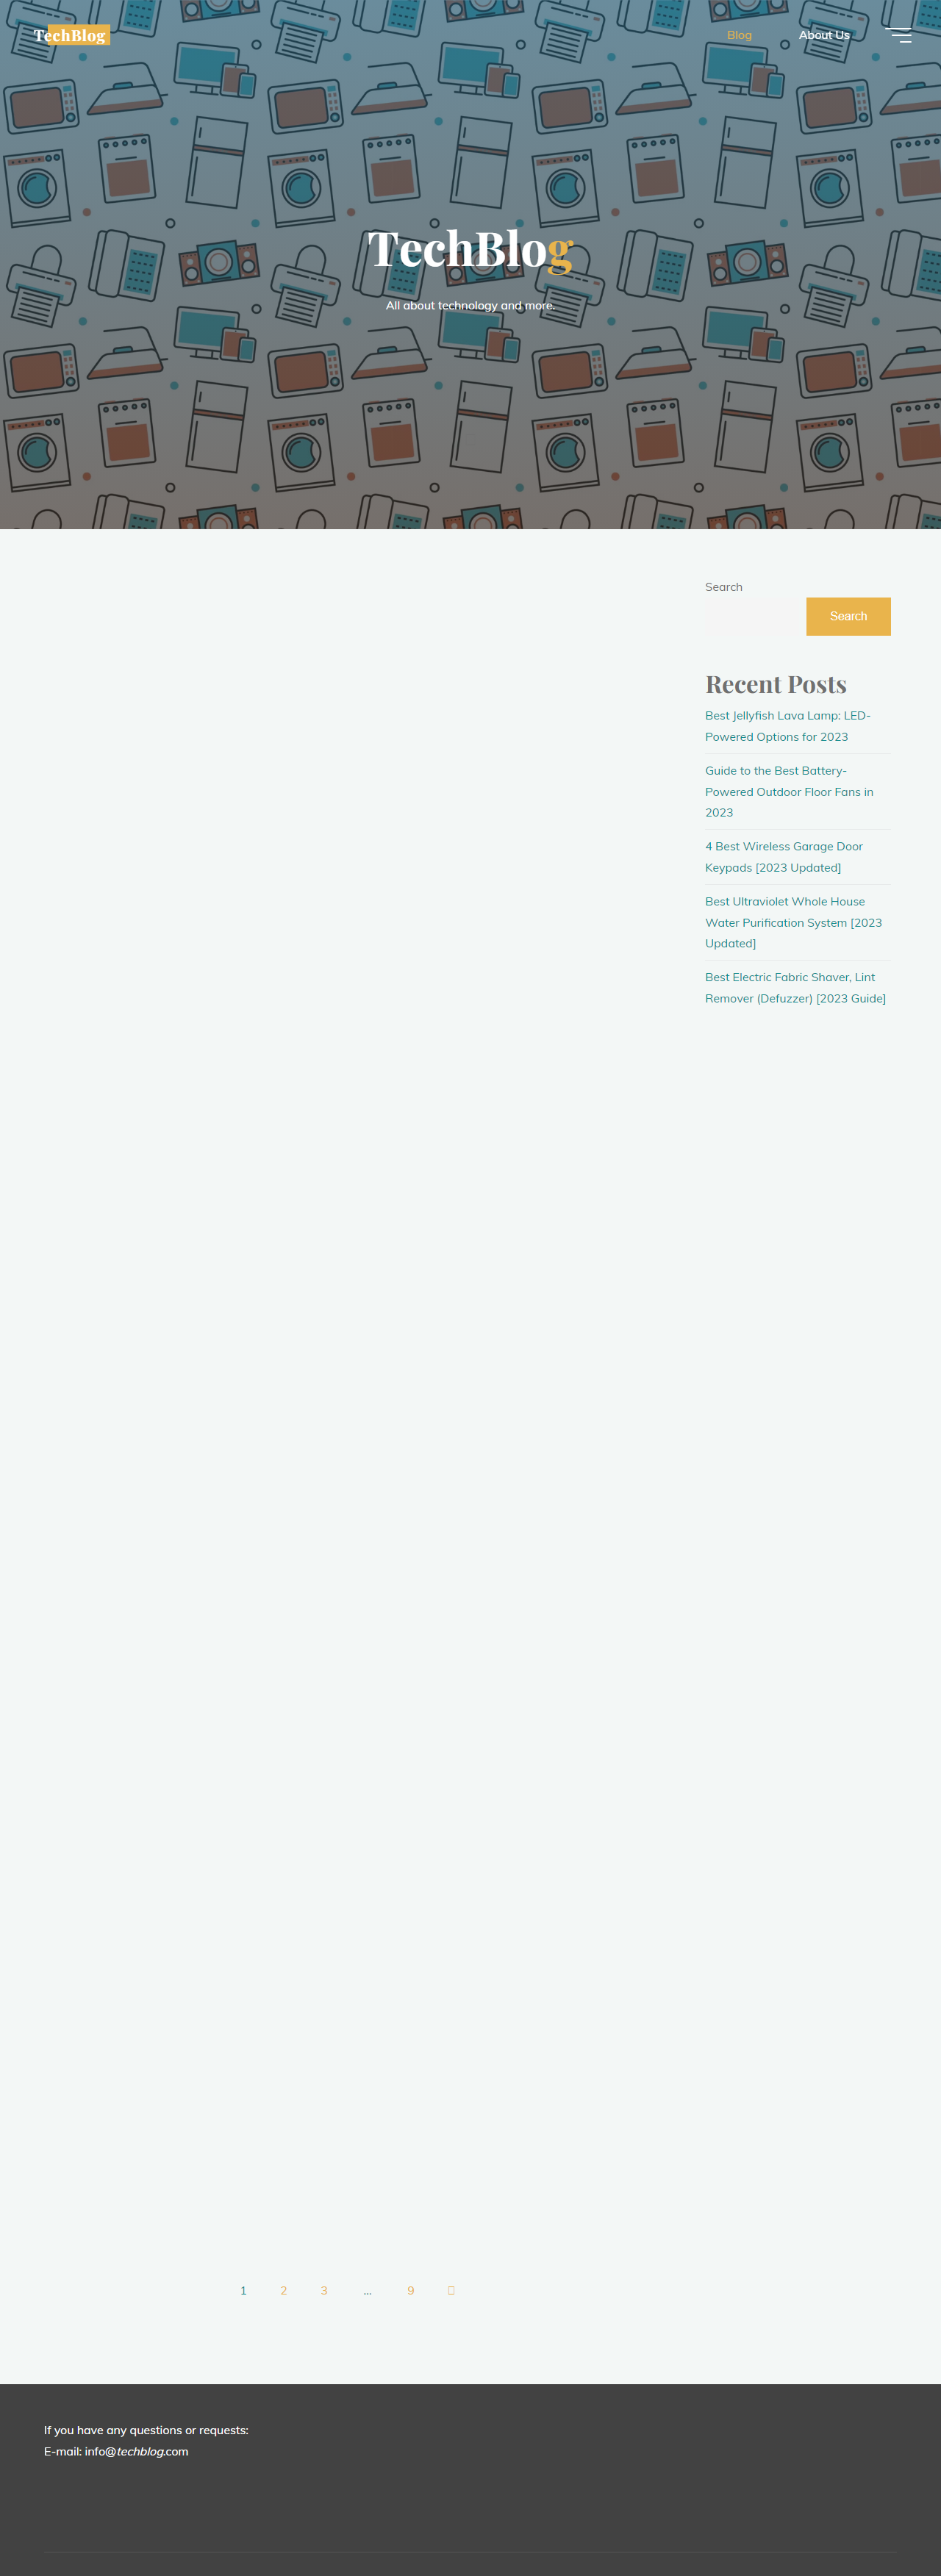 TechBlog
Blog
About Us
TechBlog
All about technology and more.
Search
Search
Recent Posts
Best Jellyfish Lava Lamp: LED-
Powered Options for 2023
Guide to the Best Battery-
Powered Outdoor Floor Fans in
2023
4 Best Wireless Garage Door
Keypads [2023 Updated]
Best Ultraviolet Whole House
Water Purification System [2023
Updated]
Best Electric Fabric Shaver, Lint
Remover (Defuzzer) [2023 Guide]
1 2 3 … 9
If you have any questions or requests:
E-mail: info@techblog.com